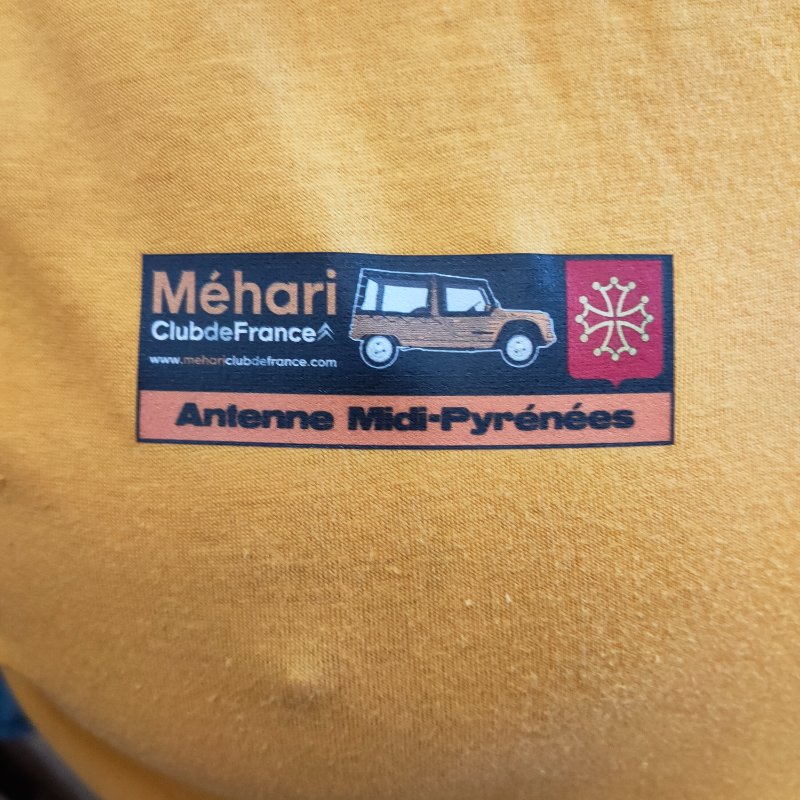 Méhari
ClubdeFrance
www.mehariclubdefrance.com
Antenne Midi-Pyrénées